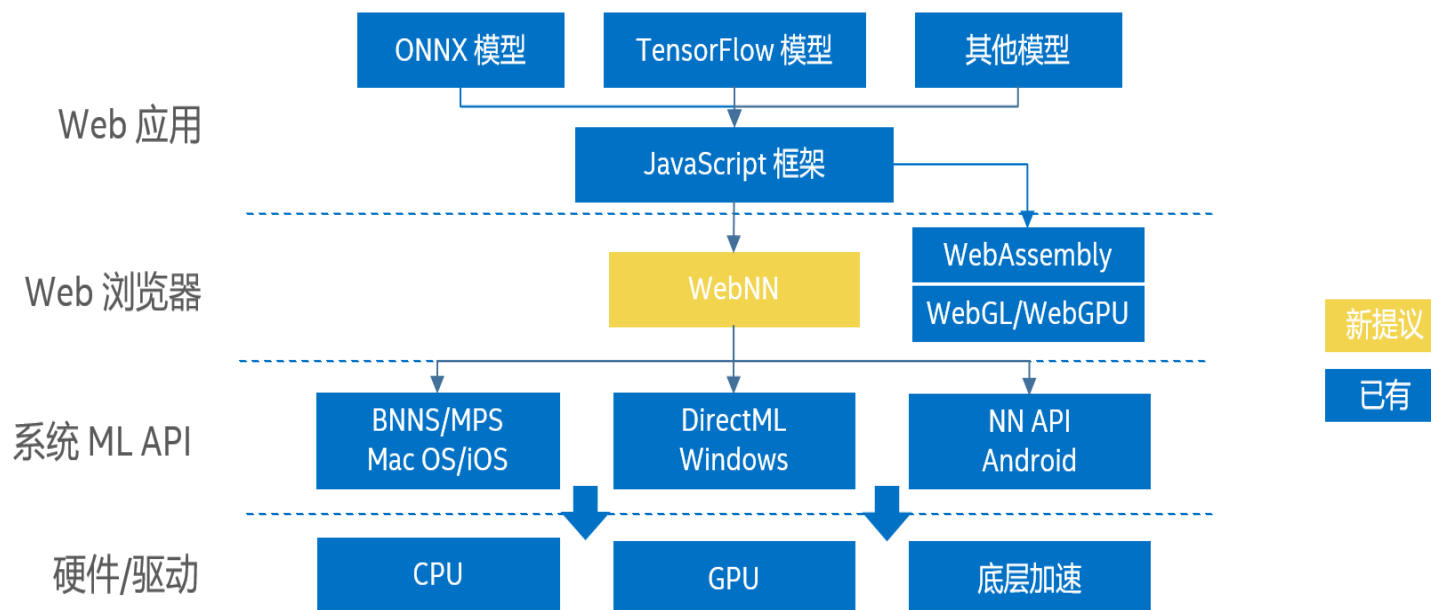 ONNX 模型
TensorFlow 模型
其他模型
Web 应用
JavaScript 框架
WebAssembly
Web 浏览器
WebNN
WebGL/WebGPU
新提议
已有
系统 ML API
BNNS/MPS
Mac OS/iOS
DirectML
Windows
NN API
Android
硬件/驱动
CPU
GPU
底层加速